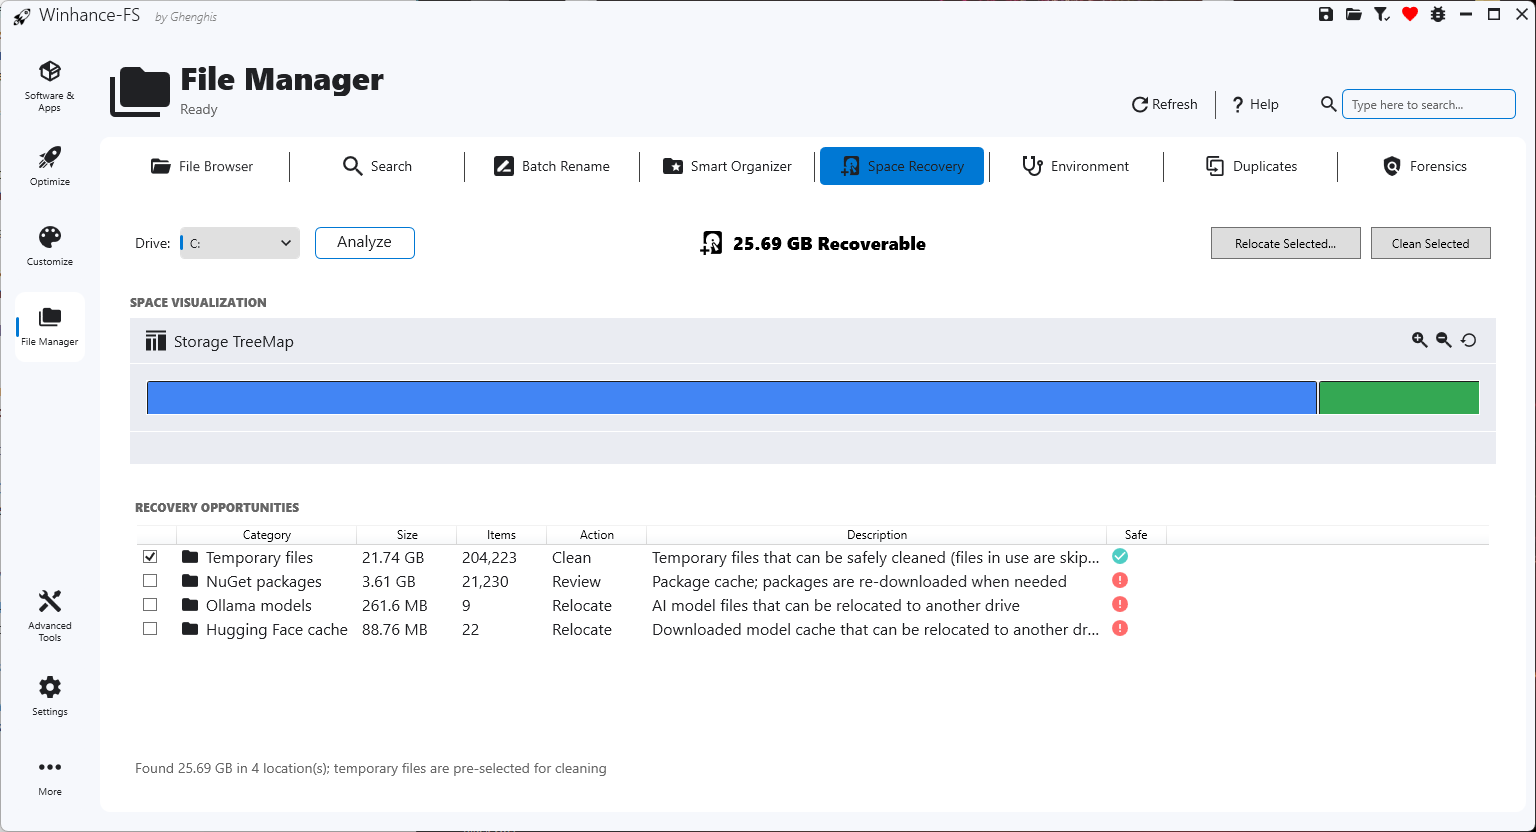 Winhance-FS by Ghenghis
Software & Apps
Optimize
Customize
File Manager
Advanced Tools
Settings
More
File Manager
Ready
Refresh
Help
Type here to search...
File Browser
Search
Batch Rename
Smart Organizer
Space Recovery
Environment
Duplicates
Forensics
Drive:
C:
Analyze
25.69 GB Recoverable
Relocate Selected...
Clean Selected
SPACE VISUALIZATION
Storage TreeMap
RECOVERY OPPORTUNITIES
Category Size Items Action Description Safe
Temporary files 21.74 GB 204,223 Clean Temporary files that can be safely cleaned (files in use are skip...
NuGet packages 3.61 GB 21,230 Review Package cache; packages are re-downloaded when needed
Ollama models 261.6 MB 9 Relocate AI model files that can be relocated to another drive
Hugging Face cache 88.76 MB 22 Relocate Downloaded model cache that can be relocated to another dr...
Found 25.69 GB in 4 location(s); temporary files are pre-selected for cleaning